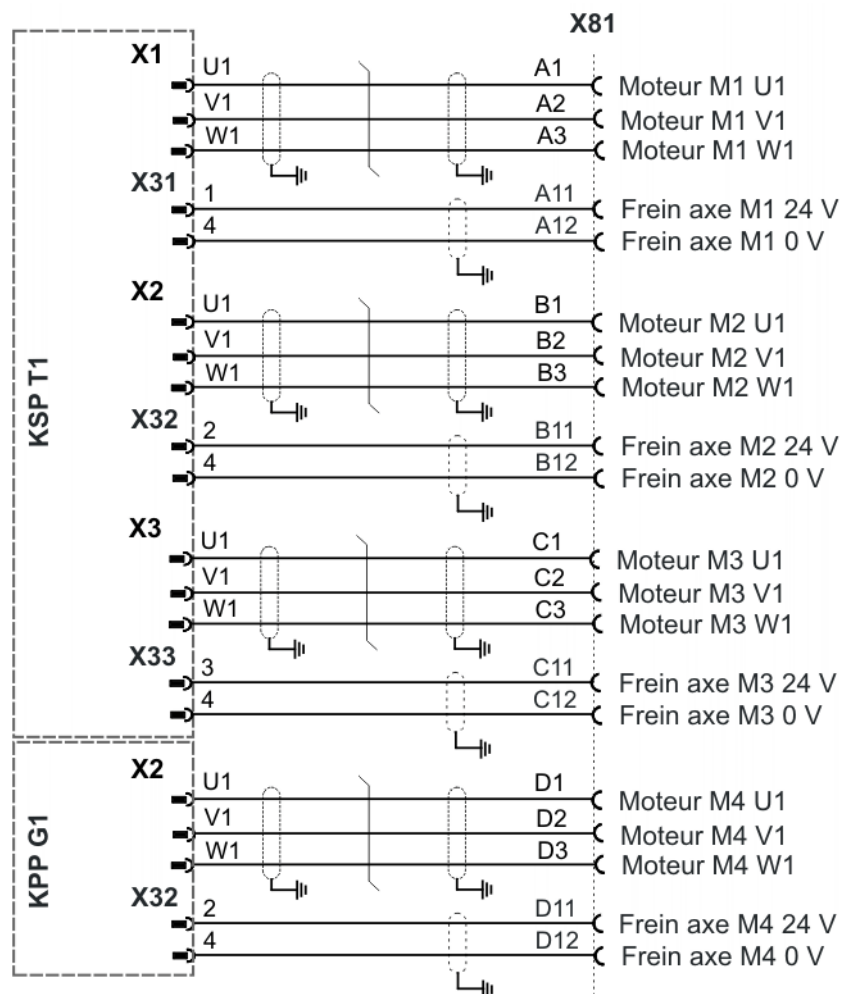 X81
KSP T1
X1
U1 A1 Moteur M1 U1
V1 A2 Moteur M1 V1
W1 A3 Moteur M1 W1
X31
1 A11 Frein axe M1 24 V
4 A12 Frein axe M1 0 V
X2
U1 B1 Moteur M2 U1
V1 B2 Moteur M2 V1
W1 B3 Moteur M2 W1
X32
2 B11 Frein axe M2 24 V
4 B12 Frein axe M2 0 V
X3
U1 C1 Moteur M3 U1
V1 C2 Moteur M3 V1
W1 C3 Moteur M3 W1
X33
3 C11 Frein axe M3 24 V
4 C12 Frein axe M3 0 V
KPP G1
X2
U1 D1 Moteur M4 U1
V1 D2 Moteur M4 V1
W1 D3 Moteur M4 W1
X32
2 D11 Frein axe M4 24 V
4 D12 Frein axe M4 0 V